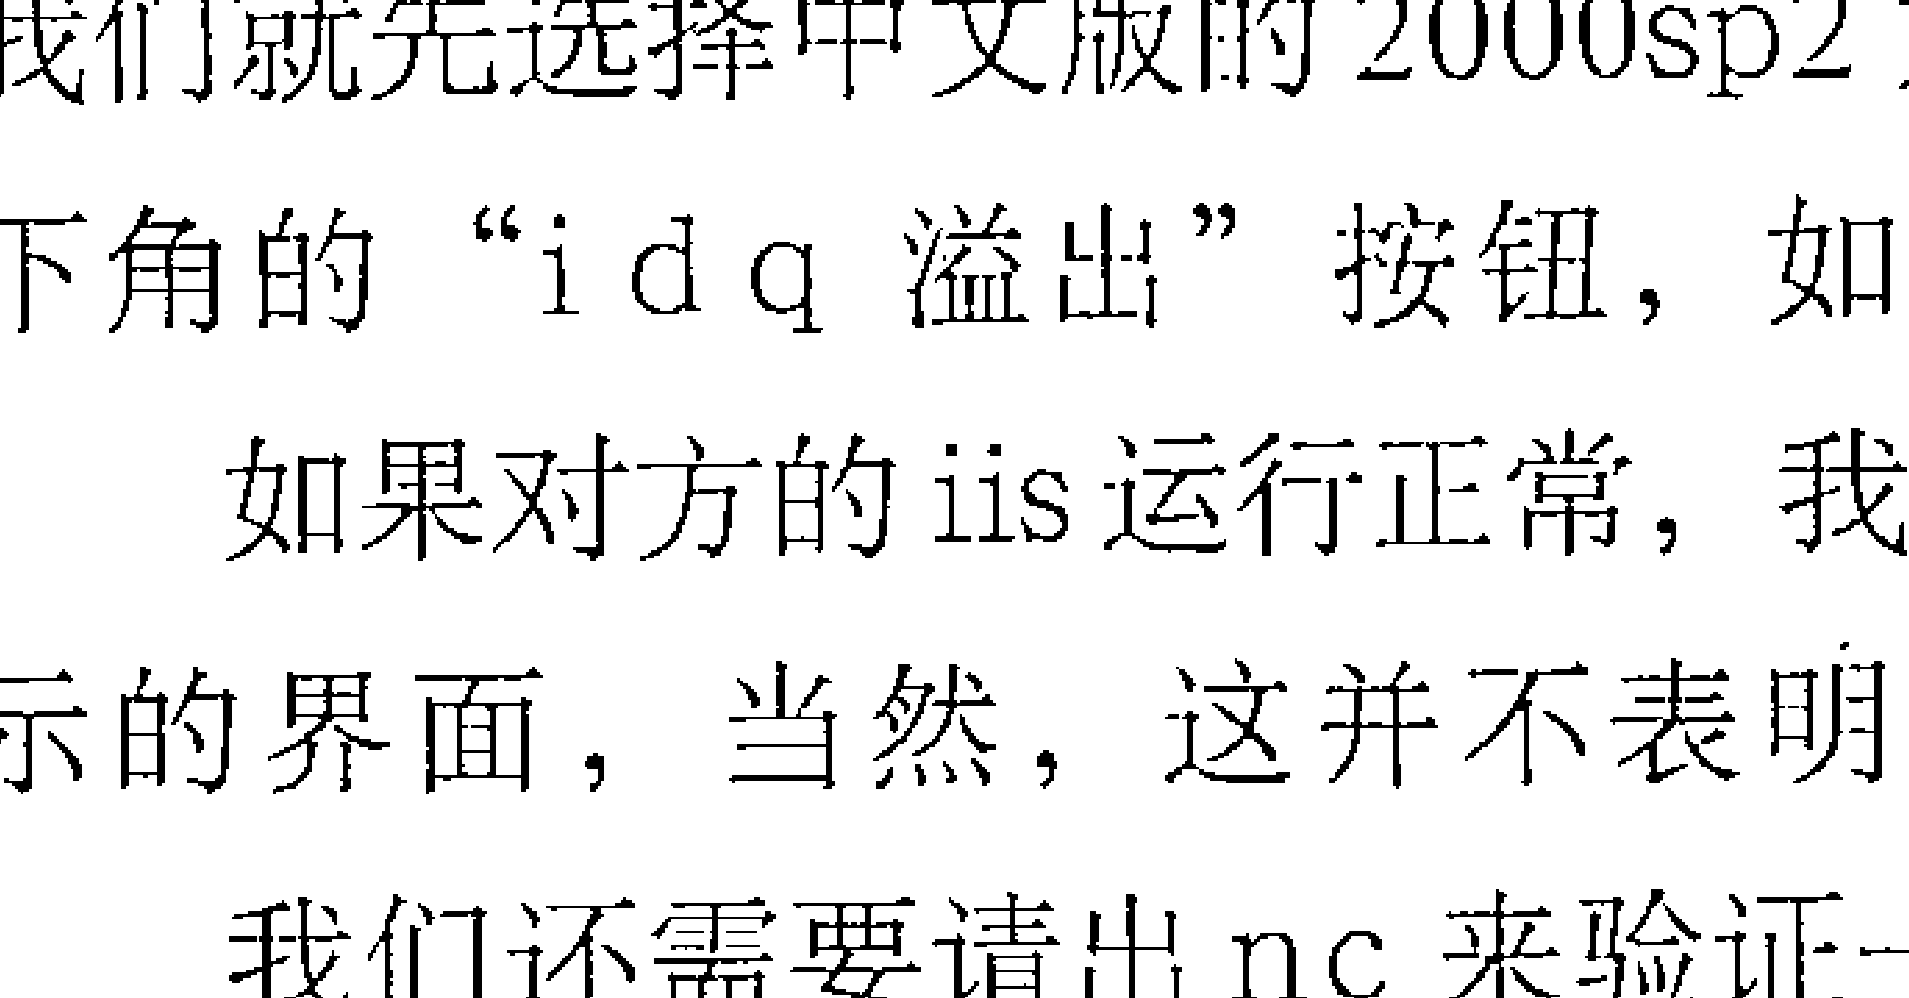 我们就先选择中文版的2000sp2
下角的“idq 溢出”按钮，如
如果对方的iis运行正常，我
示的界面，当然，这并不表明
我们还需要请出nc 来验证一